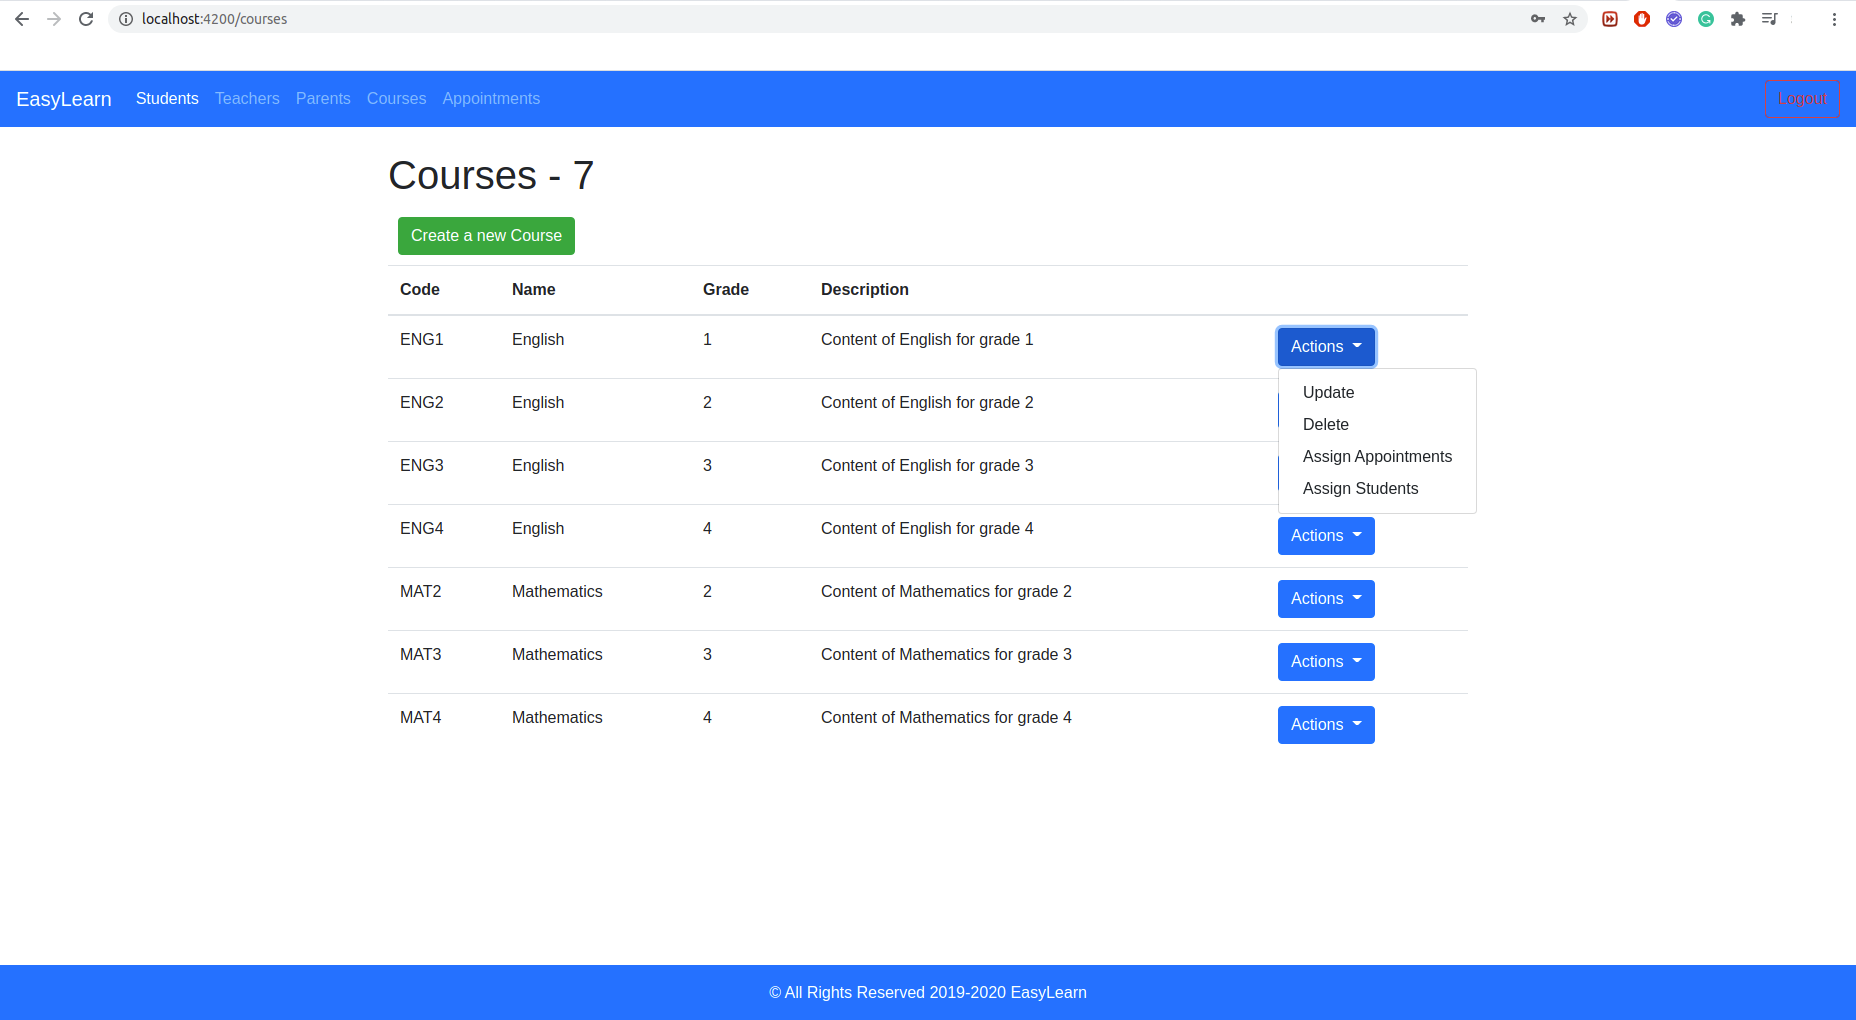 localhost:4200/courses
EasyLearn Students Teachers Parents Courses Appointments Logout
Courses - 7
Create a new Course
Code Name Grade Description
ENG1 English 1 Content of English for grade 1 Actions
Update
ENG2 English 2 Content of English for grade 2
Delete
Assign Appointments
ENG3 English 3 Content of English for grade 3
Assign Students
ENG4 English 4 Content of English for grade 4 Actions
MAT2 Mathematics 2 Content of Mathematics for grade 2 Actions
MAT3 Mathematics 3 Content of Mathematics for grade 3 Actions
MAT4 Mathematics 4 Content of Mathematics for grade 4 Actions
© All Rights Reserved 2019-2020 EasyLearn